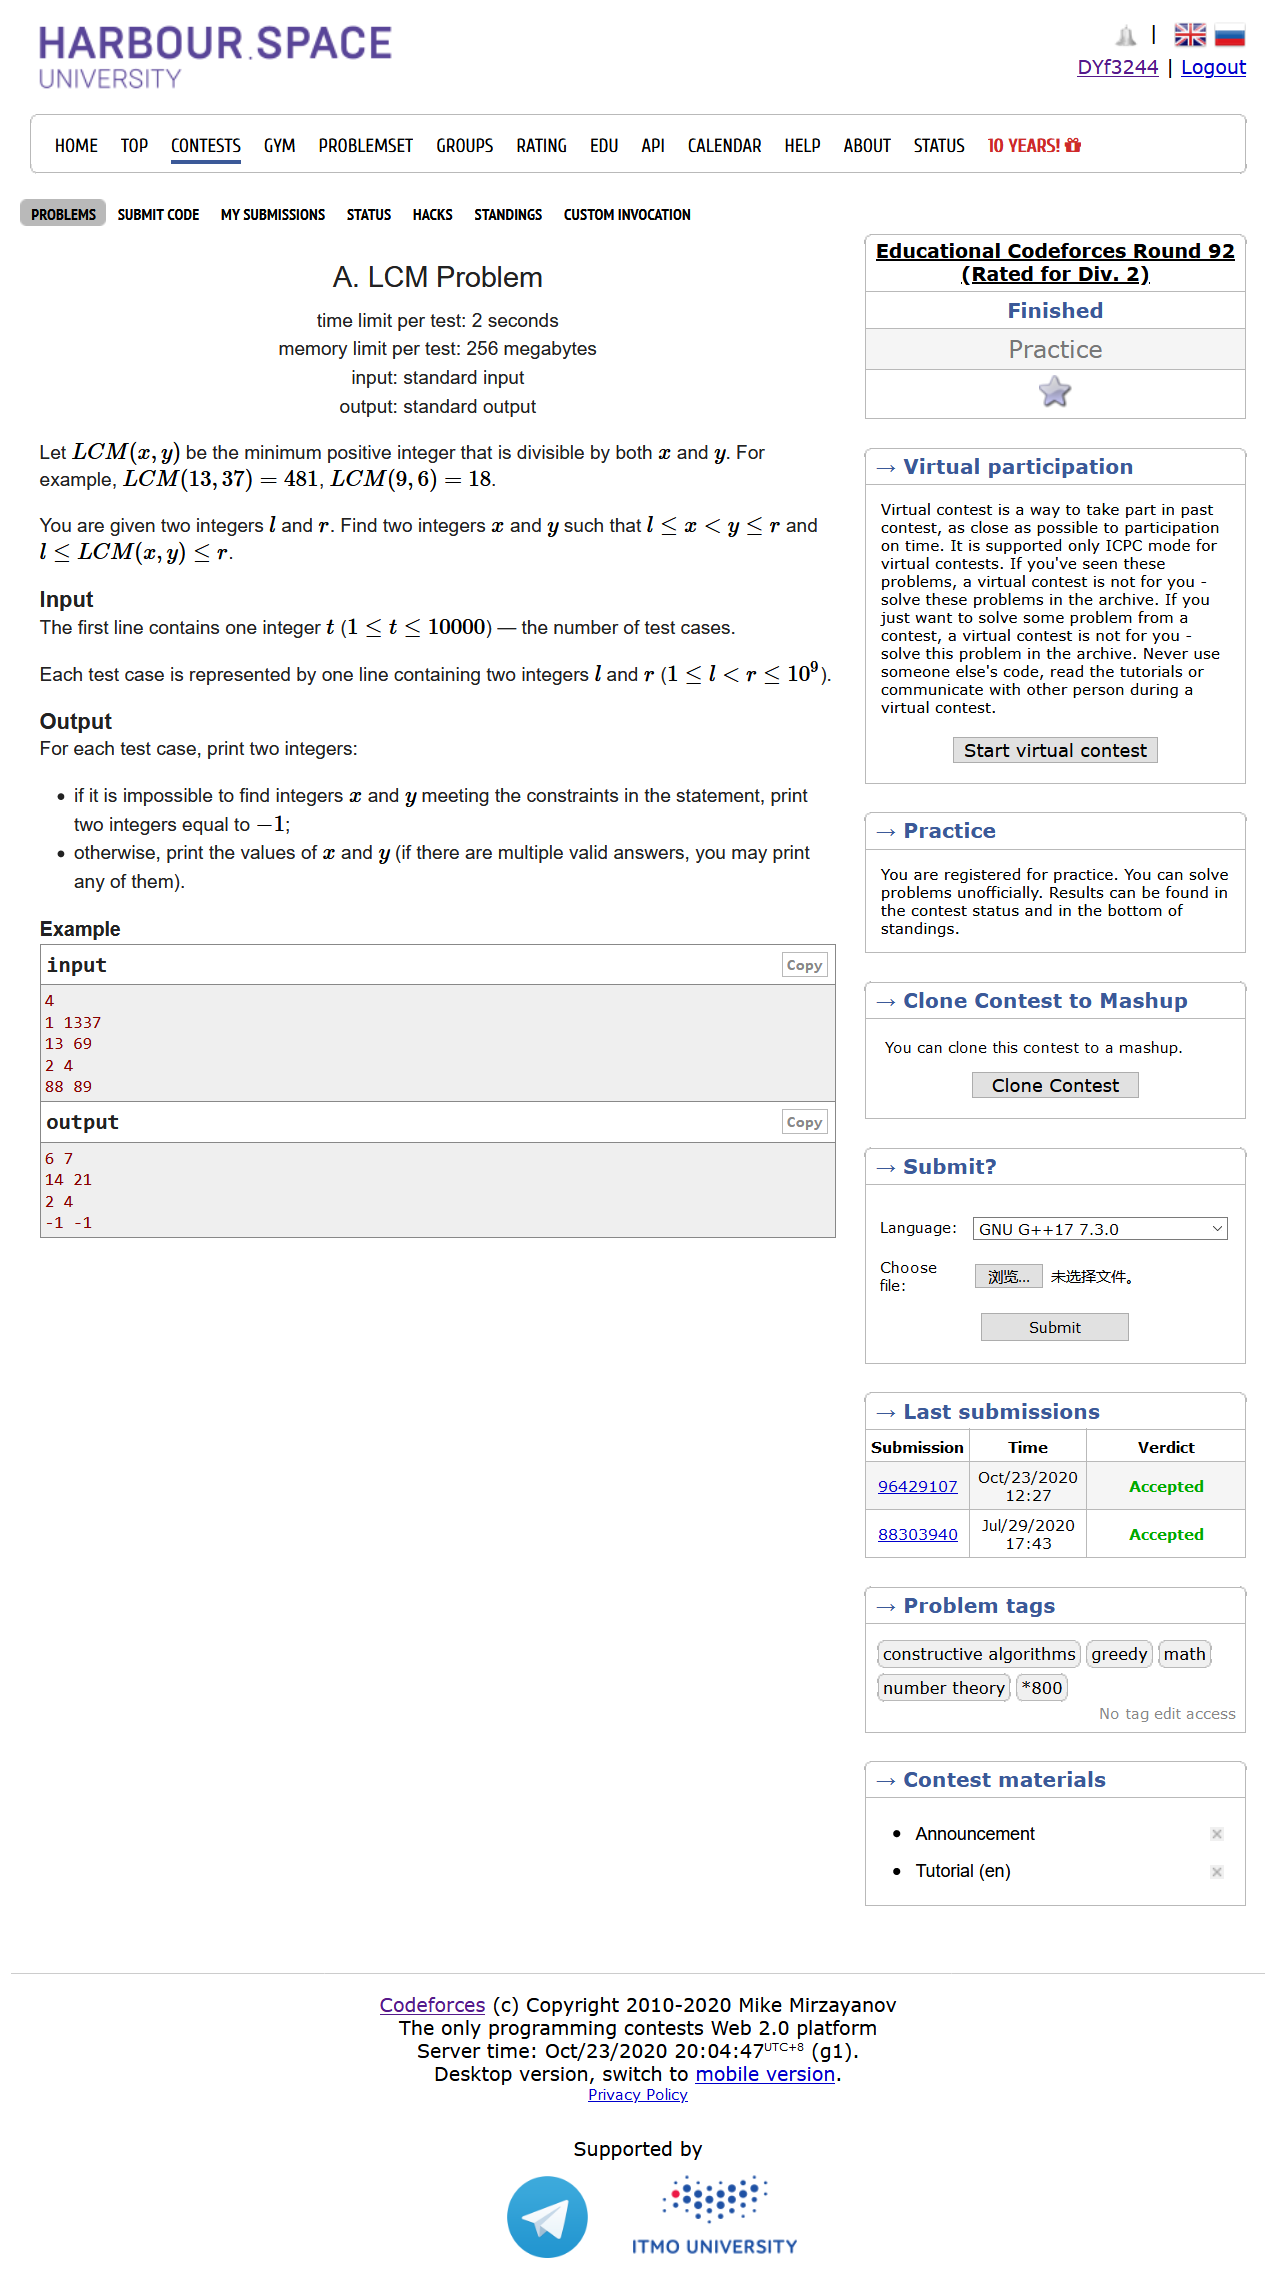 HARBOUR.SPACE
UNIVERSITY
|
DYf3244 | Logout
HOME TOP CONTESTS GYM PROBLEMSET GROUPS RATING EDU API CALENDAR HELP ABOUT STATUS 10 YEARS!
PROBLEMS SUBMIT CODE MY SUBMISSIONS STATUS HACKS STANDINGS CUSTOM INVOCATION
A. LCM Problem
time limit per test: 2 seconds
memory limit per test: 256 megabytes
input: standard input
output: standard output
Let LCM(x, y) be the minimum positive integer that is divisible by both x and y. For
example, LCM(13, 37) = 481, LCM(9, 6) = 18.
You are given two integers l and r. Find two integers x and y such that l ≤ x < y ≤ r and
l ≤ LCM(x, y) ≤ r.
Input
The first line contains one integer t (1 ≤ t ≤ 10000) — the number of test cases.
Each test case is represented by one line containing two integers l and r (1 ≤ l < r ≤ 10⁹).
Output
For each test case, print two integers:
• if it is impossible to find integers x and y meeting the constraints in the statement, print
two integers equal to −1;
• otherwise, print the values of x and y (if there are multiple valid answers, you may print
any of them).
Example
input Copy
4
1 1337
13 69
2 4
88 89
output Copy
6 7
14 21
2 4
-1 -1
Educational Codeforces Round 92
(Rated for Div. 2)
Finished
Practice
→ Virtual participation
Virtual contest is a way to take part in past
contest, as close as possible to participation
on time. It is supported only ICPC mode for
virtual contests. If you've seen these
problems, a virtual contest is not for you -
solve these problems in the archive. If you
just want to solve some problem from a
contest, a virtual contest is not for you -
solve this problem in the archive. Never use
someone else's code, read the tutorials or
communicate with other person during a
virtual contest.
Start virtual contest
→ Practice
You are registered for practice. You can solve
problems unofficially. Results can be found in
the contest status and in the bottom of
standings.
→ Clone Contest to Mashup
You can clone this contest to a mashup.
Clone Contest
→ Submit?
Language: GNU G++17 7.3.0
Choose
file: 浏览... 未选择文件。
Submit
→ Last submissions
Submission Time Verdict
96429107 Oct/23/2020
12:27 Accepted
88303940 Jul/29/2020
17:43 Accepted
→ Problem tags
constructive algorithms greedy math
number theory *800
No tag edit access
→ Contest materials
• Announcement
• Tutorial (en)
Codeforces (c) Copyright 2010-2020 Mike Mirzayanov
The only programming contests Web 2.0 platform
Server time: Oct/23/2020 20:04:47 UTC+8 (g1).
Desktop version, switch to mobile version.
Privacy Policy
Supported by
ITMO UNIVERSITY